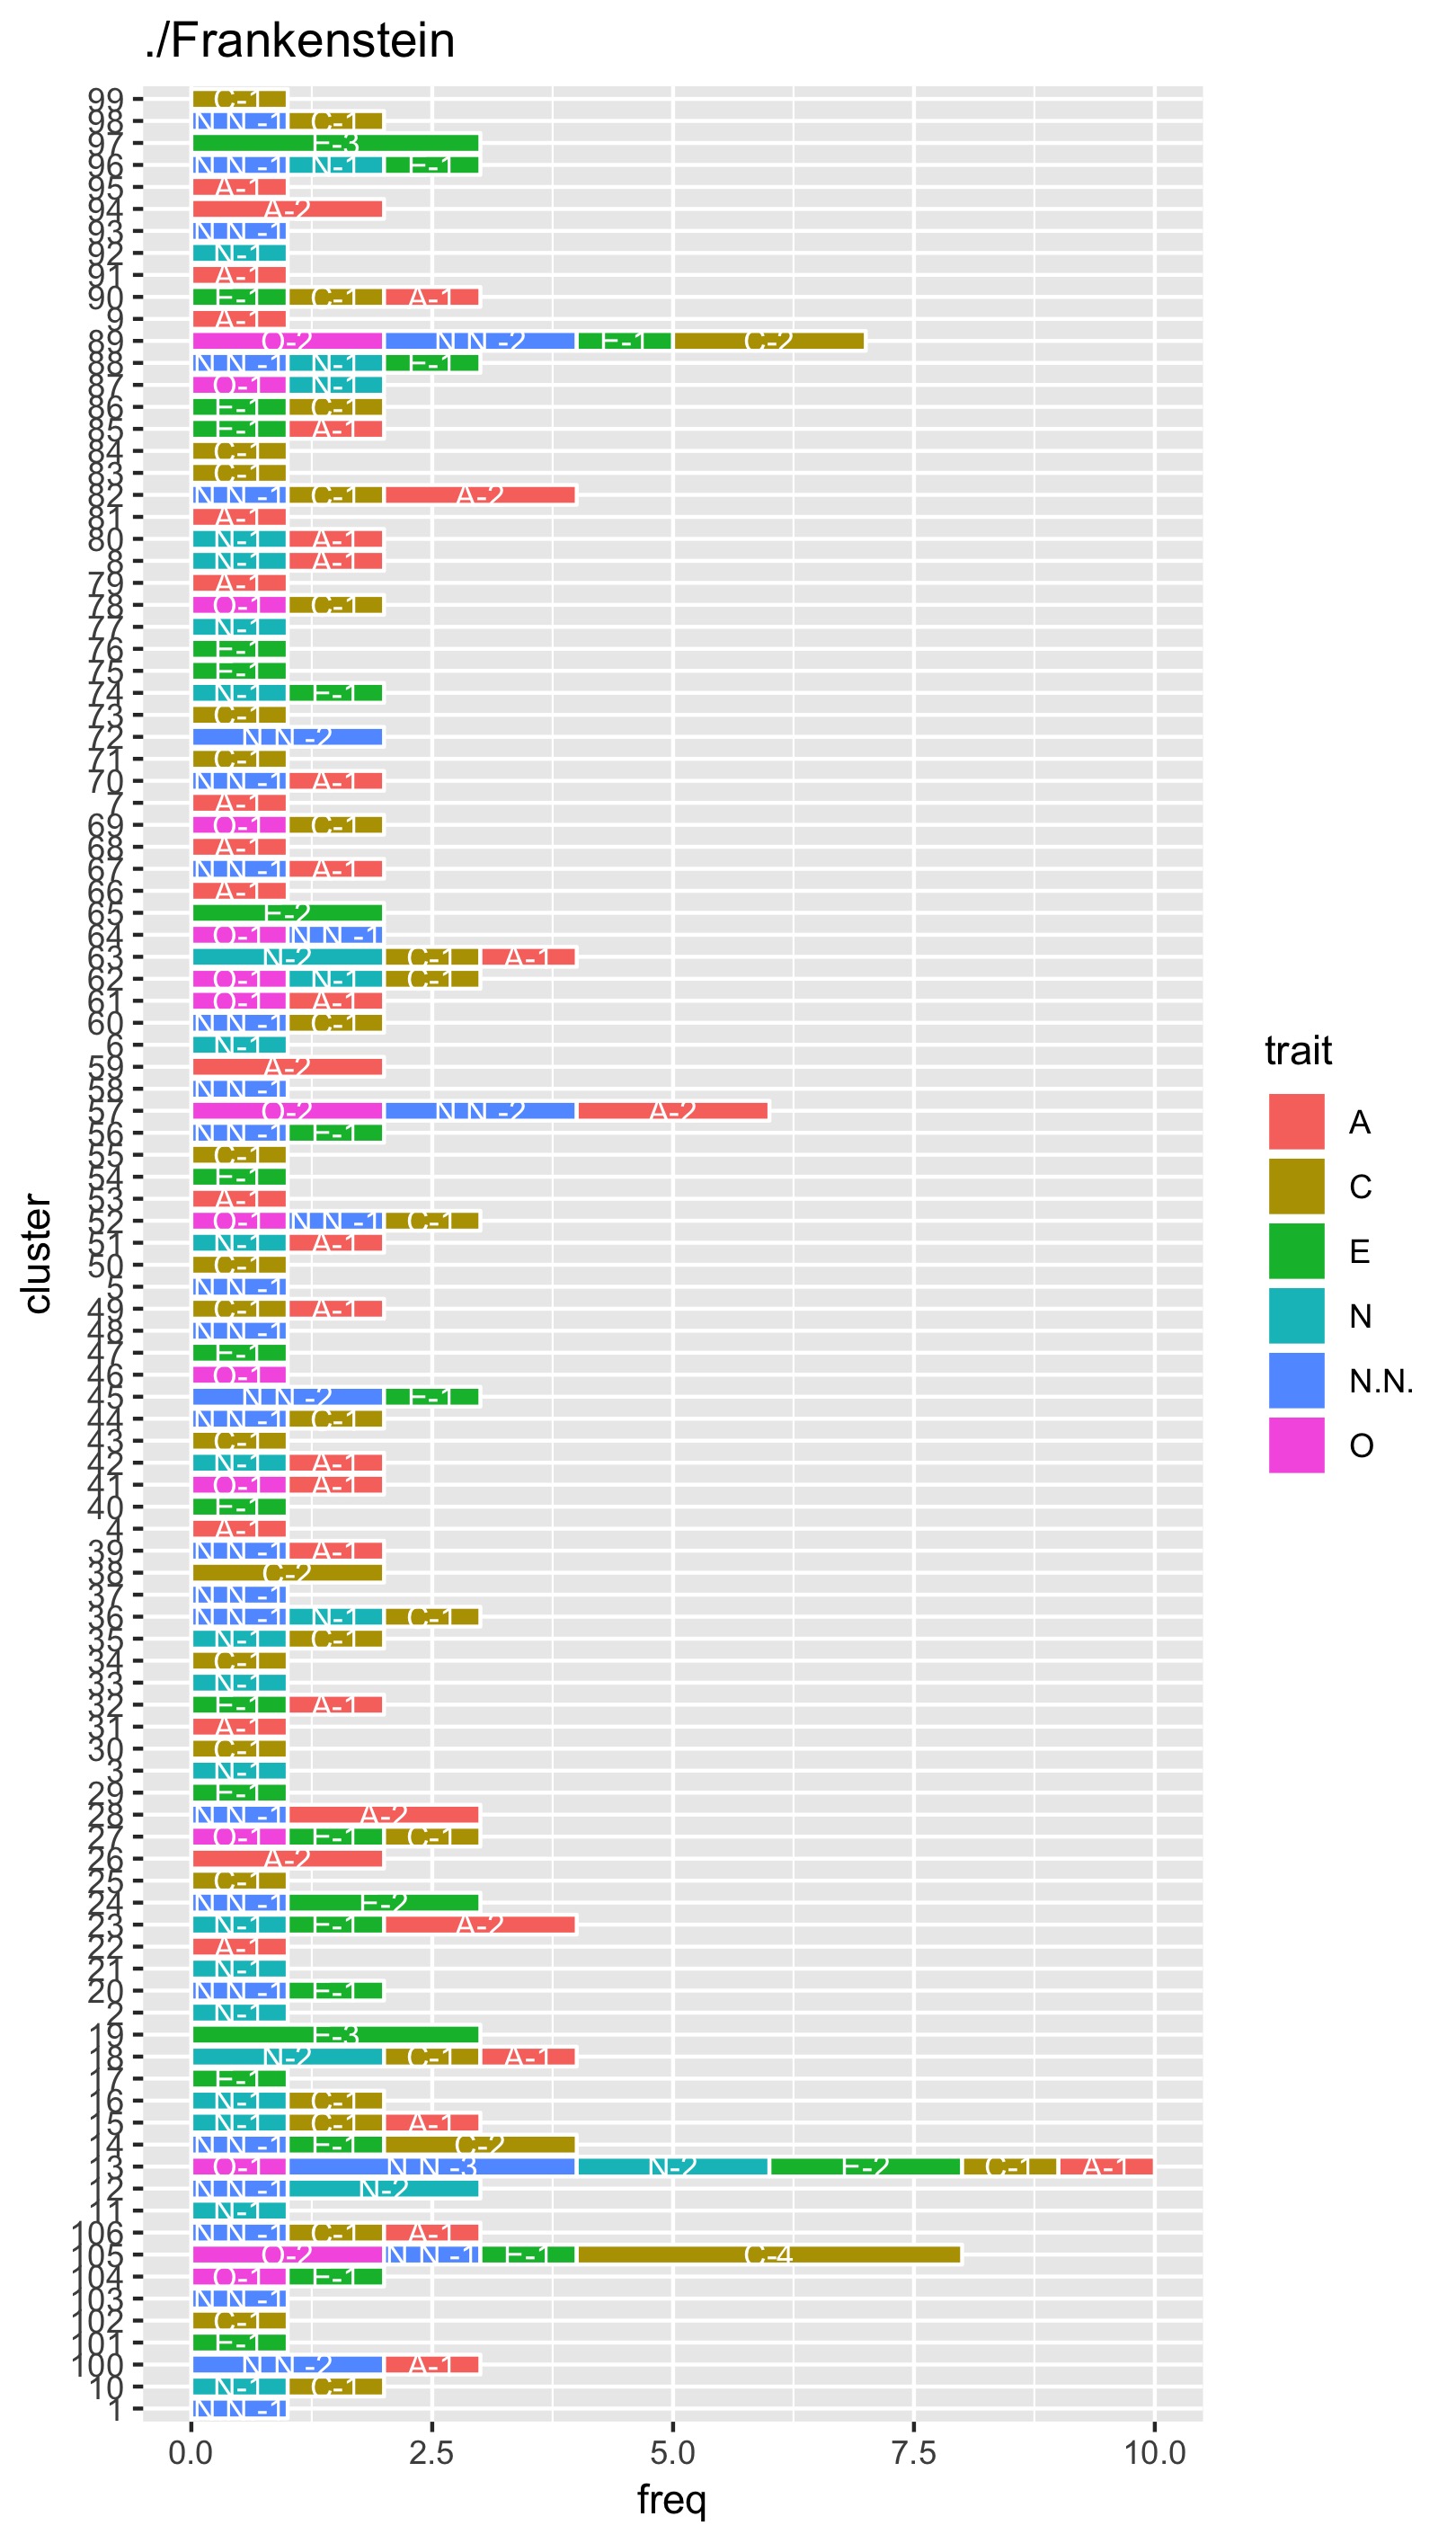 ./Frankenstein
99 C-1
98 N.N.-1 C-1
97 E-3
96 N.N.-1 N-1 E-1
95 A-1
94 A-2
93 N.N.-1
92 N-1
91 A-1
90 E-1 C-1 A-1
9 A-1
89 O-2 N.N.-2 E-1 C-2
88 N.N.-1 N-1 E-1
87 O-1 N-1
86 E-1 C-1
85 E-1 A-1
84 C-1
83 C-1
82 N.N.-1 C-1 A-2
81 A-1
80 N-1 A-1
8 N-1 A-1
79 A-1
78 O-1 C-1
77 N-1
76 E-1
75 E-1
74 N-1 E-1
73 C-1
72 N.N.-2
71 C-1
70 N.N.-1 A-1
7 A-1
69 O-1 C-1
68 A-1
67 N.N.-1 A-1
66 A-1
65 E-2
64 O-1 N.N.-1
63 N-2 C-1 A-1
62 O-1 N-1 C-1
61 O-1 A-1
60 N.N.-1 C-1
6 N-1
59 A-2
58 N.N.-1
57 O-2 N.N.-2 A-2
56 N.N.-1 E-1
55 C-1
54 E-1
53 A-1
52 O-1 N.N.-1 C-1
51 N-1 A-1
50 C-1
5 N.N.-1
49 C-1 A-1
48 N.N.-1
47 E-1
46 O-1
45 N.N.-2 E-1
44 N.N.-1 C-1
43 C-1
42 N-1 A-1
41 O-1 A-1
40 E-1
4 A-1
39 N.N.-1 A-1
38 C-2
37 N.N.-1
36 N.N.-1 N-1 C-1
35 N-1 C-1
34 C-1
33 N-1
32 E-1 A-1
31 A-1
30 C-1
3 N-1
29 E-1
28 N.N.-1 A-2
27 O-1 E-1 C-1
26 A-2
25 C-1
24 N.N.-1 E-2
23 N-1 E-1 A-2
22 A-1
21 N-1
20 N.N.-1 E-1
2 N-1
19 E-3
18 N-2 C-1 A-1
17 E-1
16 N-1 C-1
15 N-1 C-1 A-1
14 N.N.-1 E-1 C-2
13 O-1 N.N.-3 N-2 E-2 C-1 A-1
12 N.N.-1 N-2
11 N-1
106 N.N.-1 C-1 A-1
105 O-2 N.N.-1 E-1 C-4
104 O-1 E-1
103 N.N.-1
102 C-1
101 E-1
100 N.N.-2 A-1
10 N-1 C-1
1 N.N.-1
0.0 2.5 5.0 7.5 10.0
freq
cluster
trait
A
C
E
N
N.N.
O